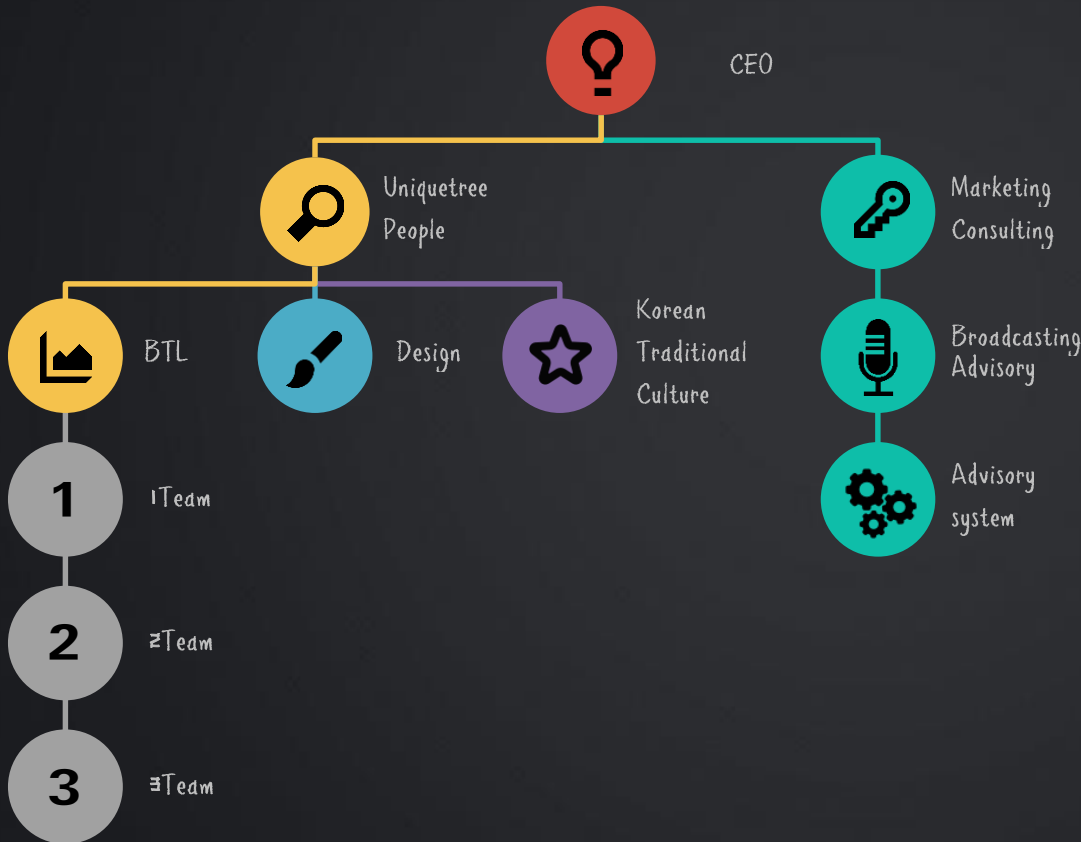 CEO
Uniquetree
People
Marketing
Consulting
BTL
Design
Korean
Traditional
Culture
Broadcasting
Advisory
1
1Team
Advisory
system
2
2Team
3
3Team